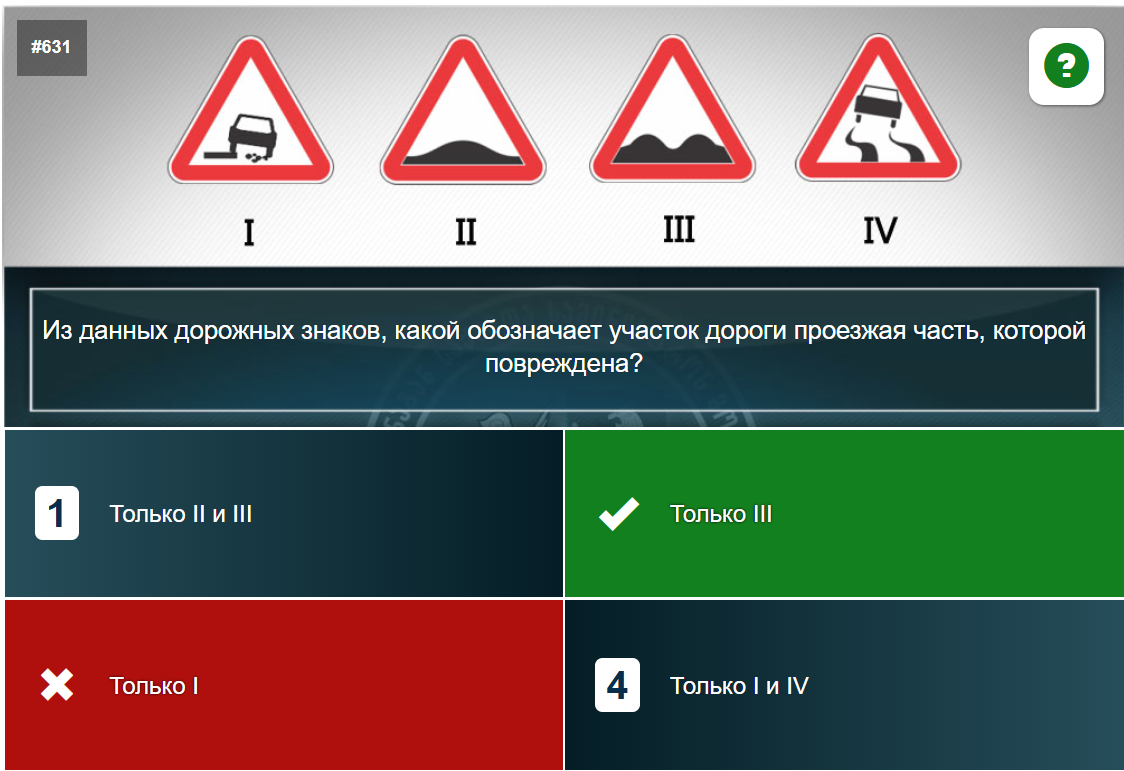 #631
?
I
II
III
IV
Из данных дорожных знаков, какой обозначает участок дороги проезжая часть, которой
повреждена?
1 Только II и III
Только III
Только I
4 Только I и IV